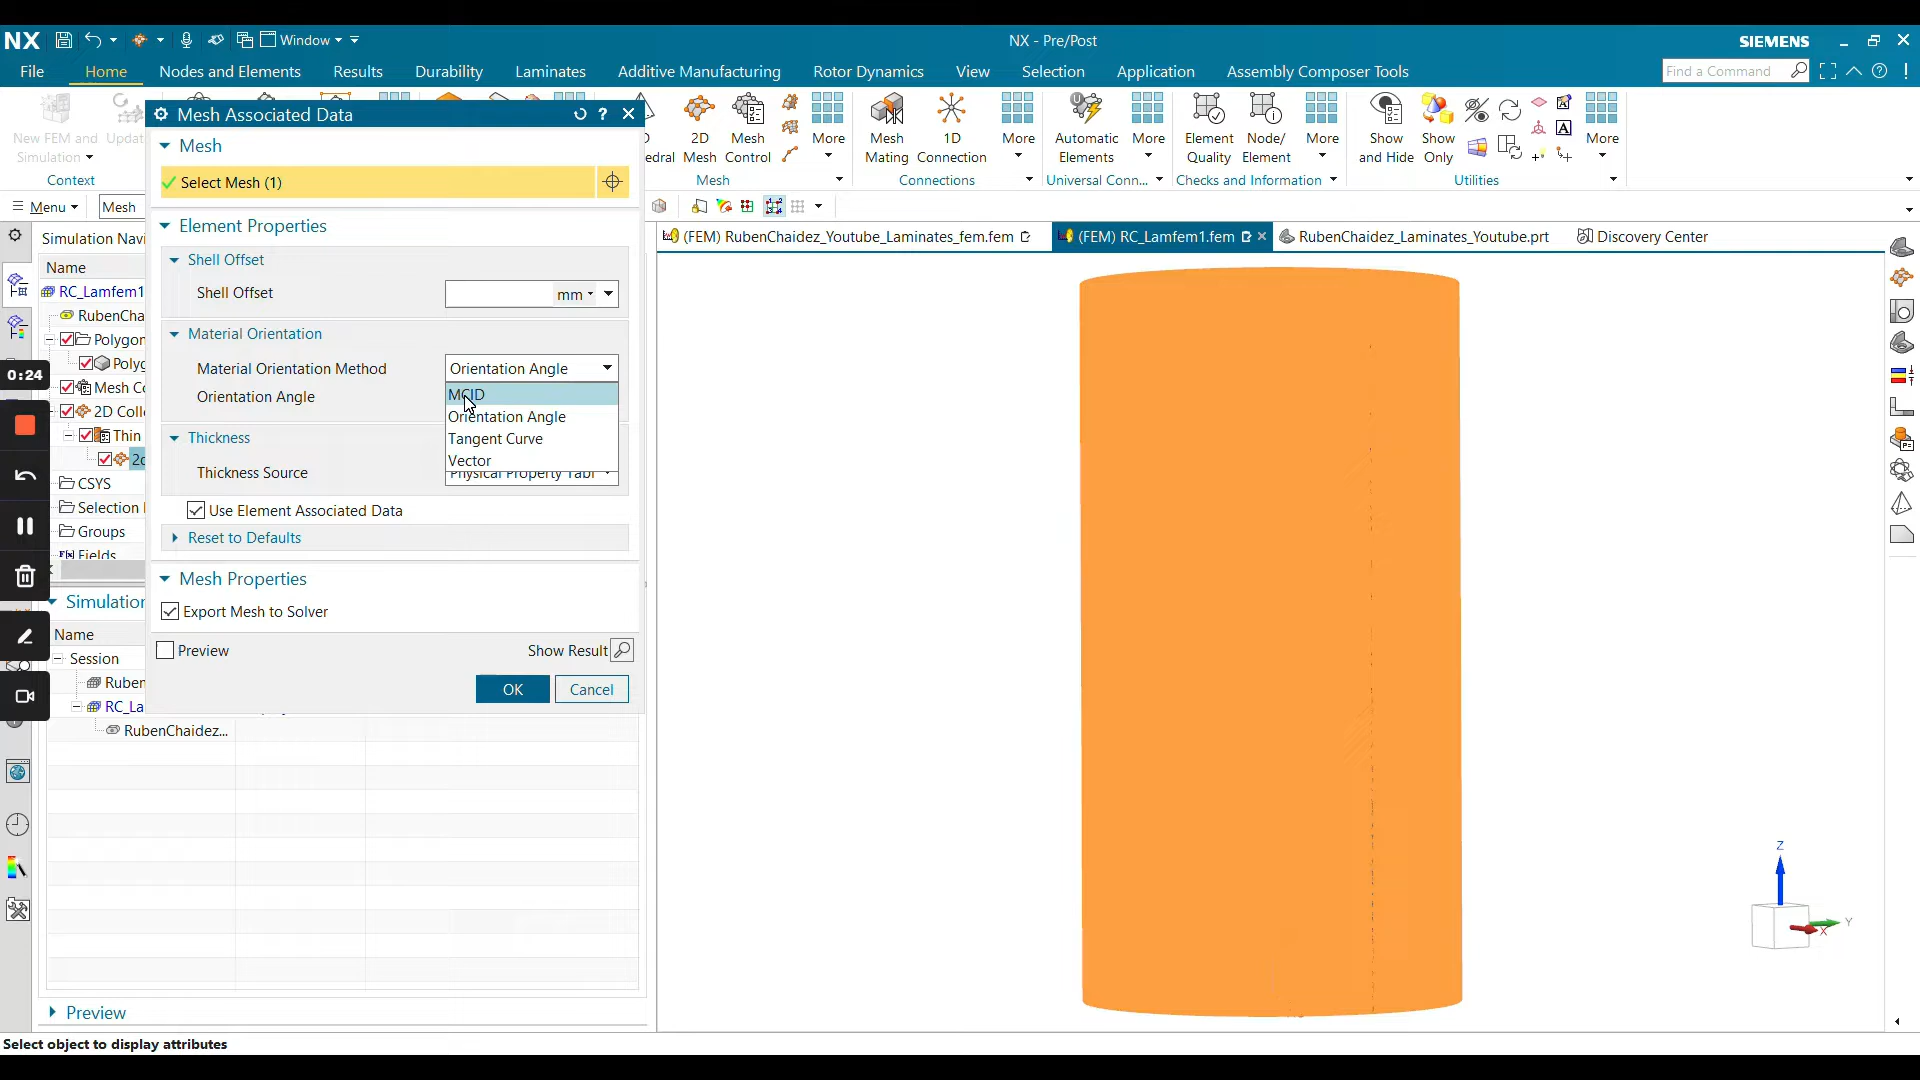 NX
Window
NX - Pre/Post
SIEMENS
File
Home
Nodes and Elements
Results
Durability
Laminates
Additive Manufacturing
Rotor Dynamics
View
Selection
Application
Assembly Composer Tools
Find a Command
New FEM and
Simulation
Context
Mesh Associated Data
2D
Mesh
Mesh
Control
More
Mesh
Mesh
Mating
1D
Connection
More
Connections
Automatic
Elements
More
Universal Conn...
Element
Quality
Node/
Element
More
Checks and Information
Show
and Hide
Show
Only
More
Utilities
Menu
Mesh
Mesh
Select Mesh (1)
Element Properties
Shell Offset
Shell Offset
mm
Material Orientation
Material Orientation Method
Orientation Angle
Orientation Angle
MCID
Orientation Angle
Tangent Curve
Vector
Thickness
Thickness Source
Physical Property Tabl
Use Element Associated Data
Reset to Defaults
Mesh Properties
Export Mesh to Solver
Preview
Show Result
OK
Cancel
(FEM) RubenChaidez_Youtube_Laminates_fem.fem
(FEM) RC_Lamfem1.fem
RubenChaidez_Laminates_Youtube.prt
Discovery Center
Simulation Navi
Name
RC_Lamfem1
RubenCha
Polygon
Polyg
Mesh Co
2D Colle
Thin
2d
CSYS
Selection
Groups
Fields
0:24
Simulation
Name
Session
Ruben
RC_La
RubenChaidez...
Preview
Z
Y
X
Select object to display attributes